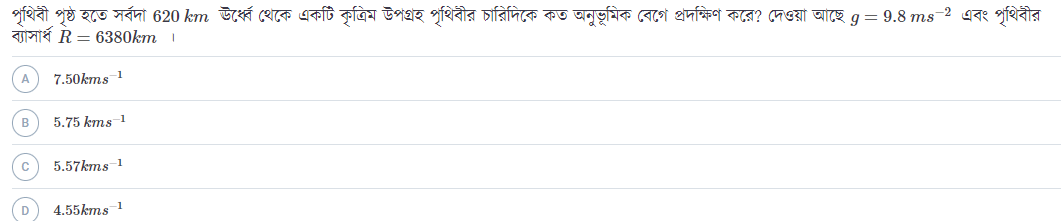 পৃথিবী পৃষ্ঠ হতে সর্বদা 620 km ঊর্ধ্বে থেকে একটি কৃত্রিম উপগ্রহ পৃথিবীর চারিদিকে কত অনুভূমিক বেগে প্রদক্ষিণ করে? দেওয়া আছে g = 9.8 ms⁻² এবং পৃথিবীর
ব্যাসার্ধ R = 6380km ।
A 7.50kms⁻¹
B 5.75 kms⁻¹
C 5.57kms⁻¹
D 4.55kms⁻¹